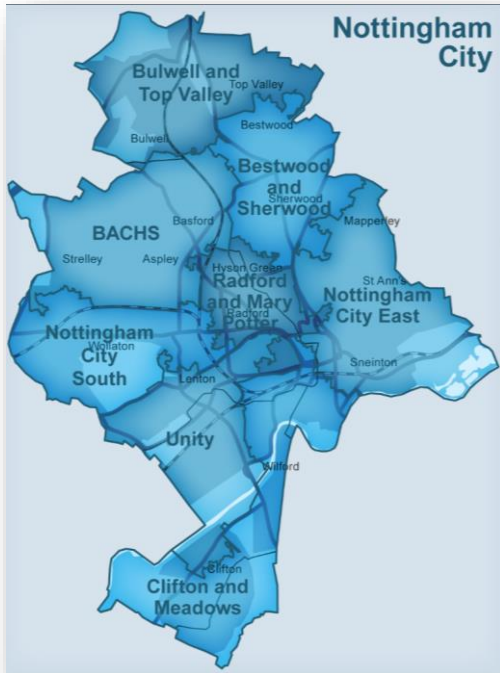 Nottingham
City
Bulwell and
Top Valley
Top Valley
Bulwell
Bestwood
Bestwood
and
Sherwood
Sherwood
Mapperley
BACHS
Basford
Strelley
Aspley
Hyson Green
Radford
and Mary
Potter
Radford
St Ann's
Nottingham
City East
Nottingham
City
South
Wollaton
Sneinton
Lenton
Unity
Wilford
Clifton
Clifton and
Meadows